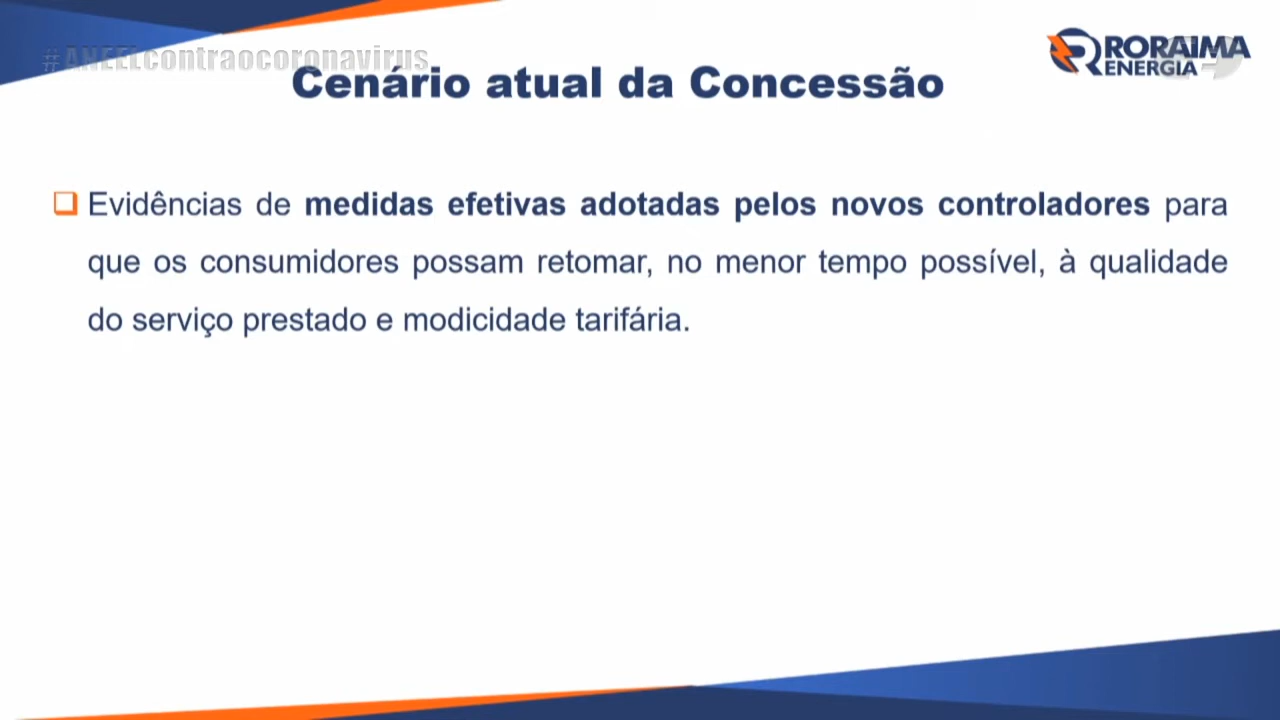 #ANEELcontraocoronavirus
RORAIMA
ENERGIA
Cenário atual da Concessão
Evidências de medidas efetivas adotadas pelos novos controladores para
que os consumidores possam retomar, no menor tempo possível, à qualidade
do serviço prestado e modicidade tarifária.